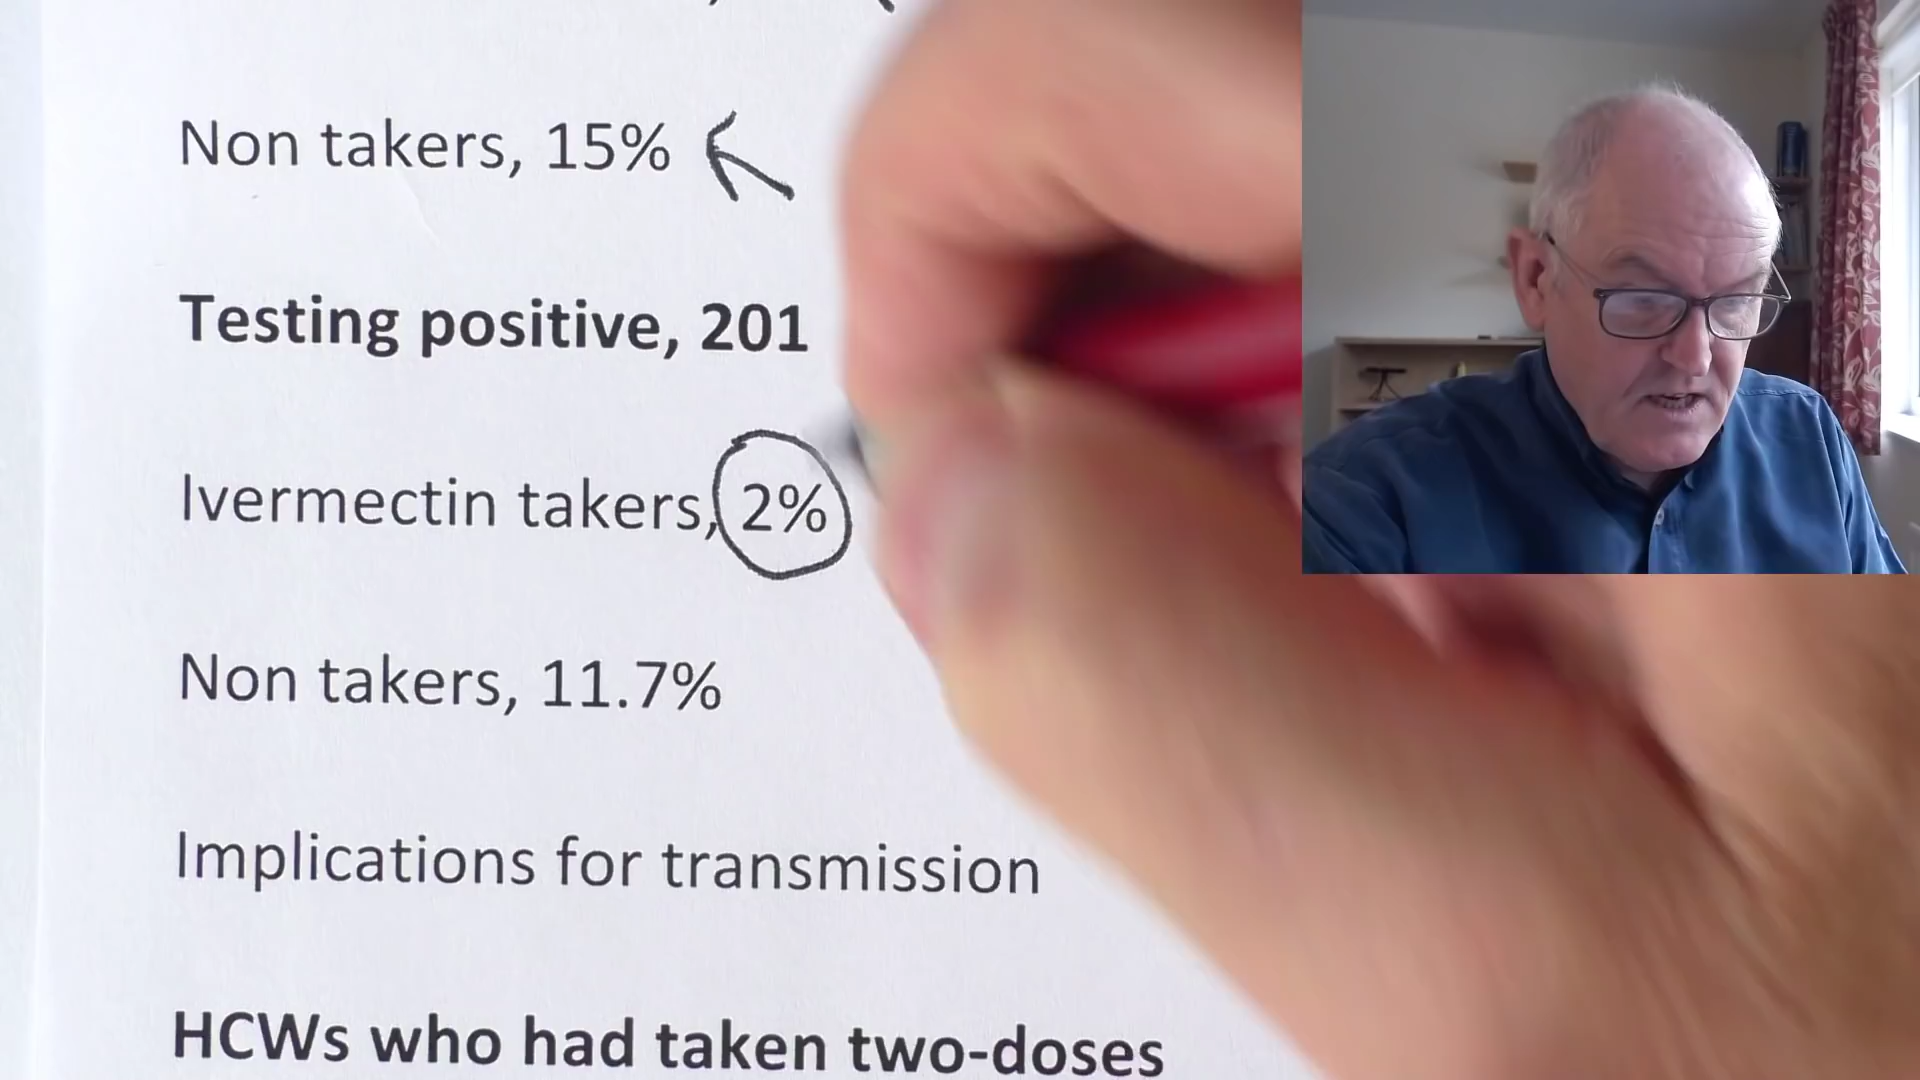 Non takers, 15%
Testing positive, 201
Ivermectin takers, 2%
Non takers, 11.7%
Implications for transmission
HCWs who had taken two-doses